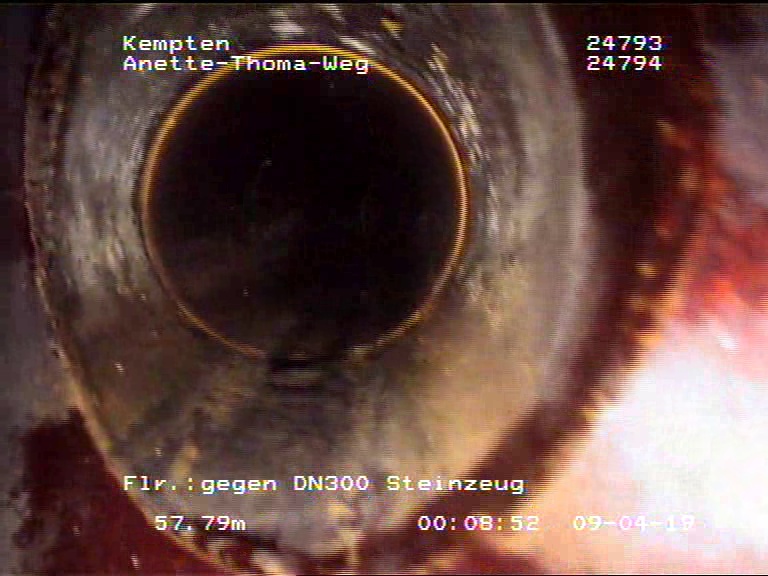 Kempten 24793
Anette-Thoma-Weg 24794
Flr.:gegen DN300 Steinzeug
57.79m 00:08:52 09-04-19